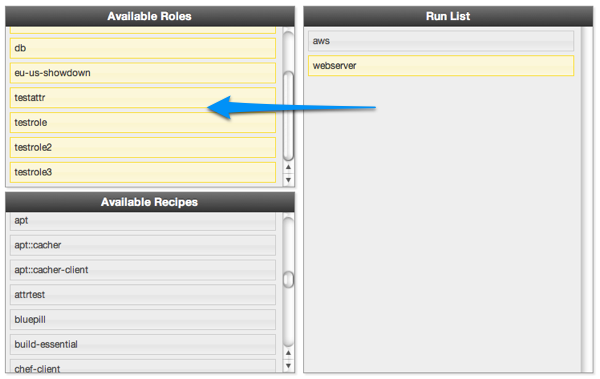 Available Roles
db
eu-us-showdown
testattr
testrole
testrole2
testrole3
Available Recipes
apt
apt::cacher
apt::cacher-client
attrtest
bluepill
build-essential
chef-client
Run List
aws
webserver